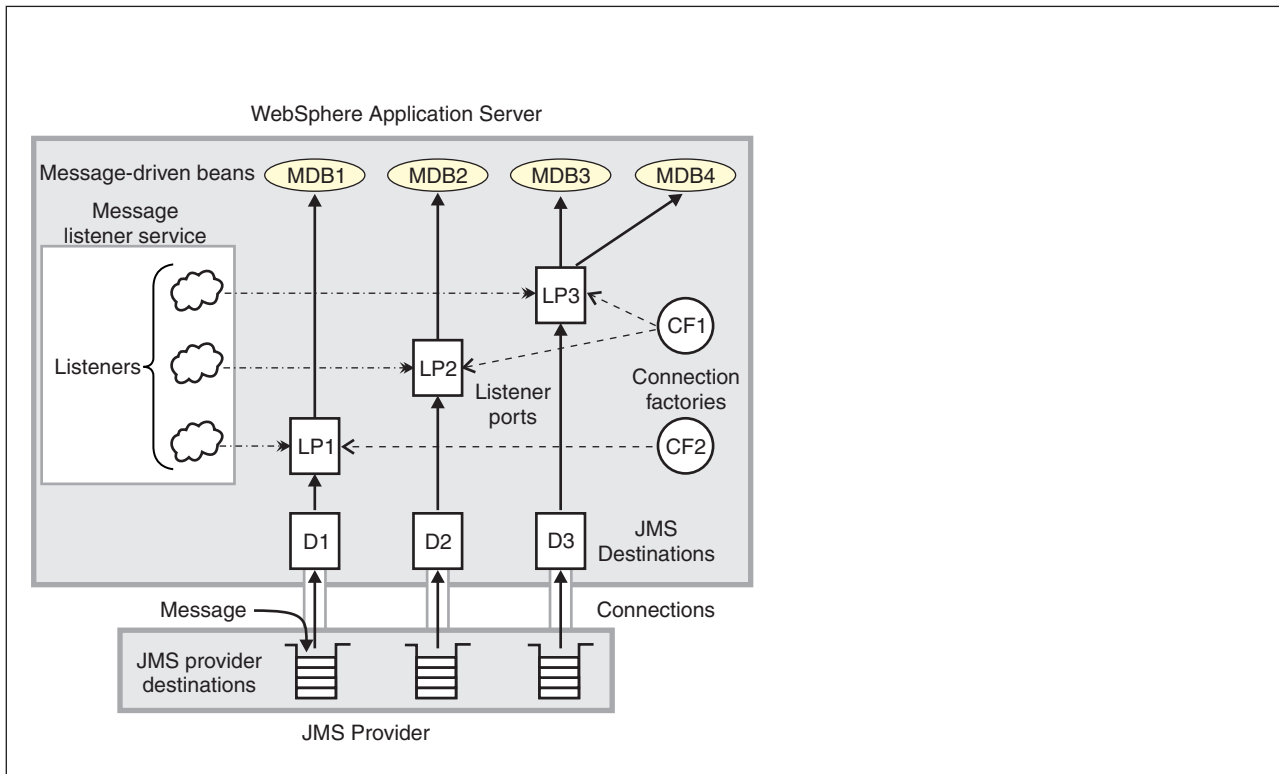 WebSphere Application Server
Message-driven beans
MDB1
MDB2
MDB3
MDB4
Message
listener service
Listeners
LP3
CF1
LP2
Listener
ports
Connection
factories
LP1
CF2
D1
D2
D3
JMS
Destinations
Message
Connections
JMS provider
destinations
JMS Provider